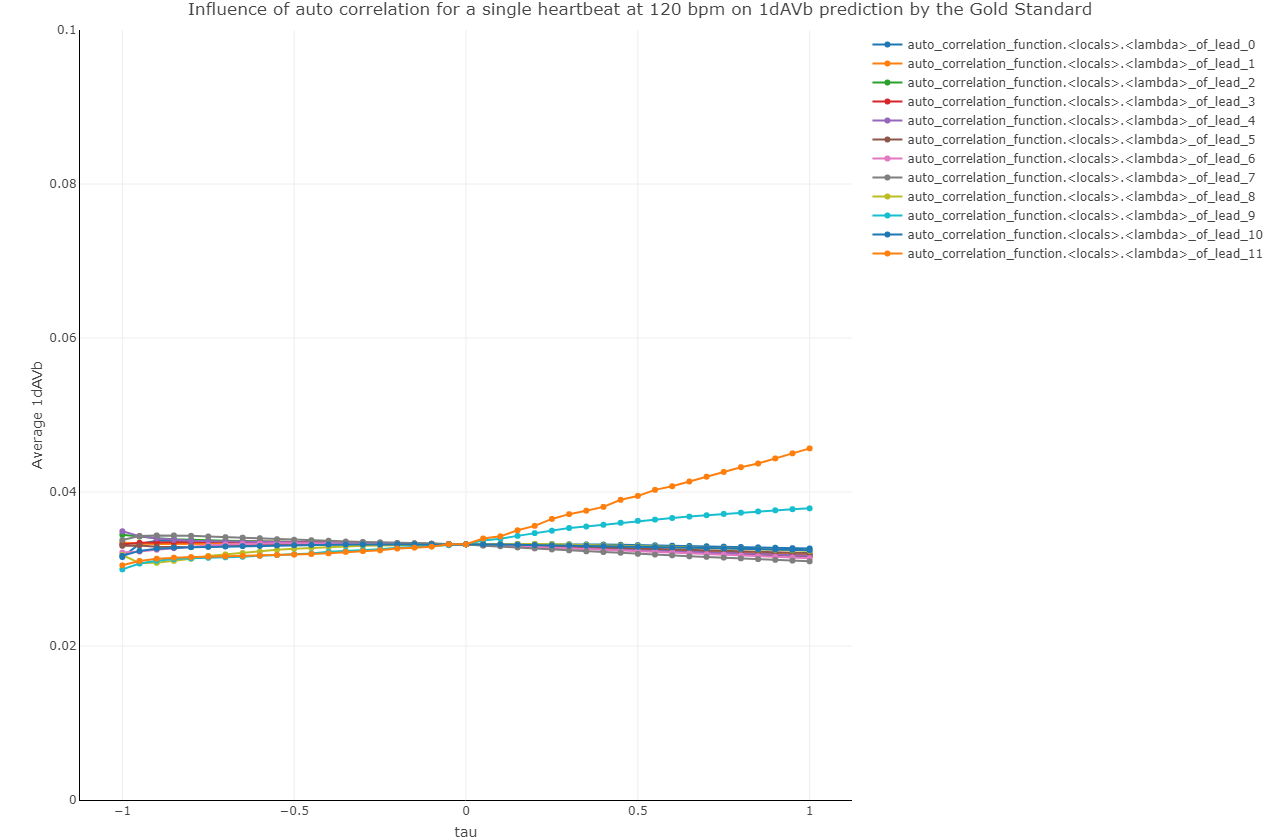 Influence of auto correlation for a single heartbeat at 120 bpm on 1dAVb prediction by the Gold Standard
0.1
0.08
0.06
0.04
0.02
0
Average 1dAVb
−1
−0.5
0
0.5
1
tau
auto_correlation_function.<locals>.<lambda>_of_lead_0
auto_correlation_function.<locals>.<lambda>_of_lead_1
auto_correlation_function.<locals>.<lambda>_of_lead_2
auto_correlation_function.<locals>.<lambda>_of_lead_3
auto_correlation_function.<locals>.<lambda>_of_lead_4
auto_correlation_function.<locals>.<lambda>_of_lead_5
auto_correlation_function.<locals>.<lambda>_of_lead_6
auto_correlation_function.<locals>.<lambda>_of_lead_7
auto_correlation_function.<locals>.<lambda>_of_lead_8
auto_correlation_function.<locals>.<lambda>_of_lead_9
auto_correlation_function.<locals>.<lambda>_of_lead_10
auto_correlation_function.<locals>.<lambda>_of_lead_11